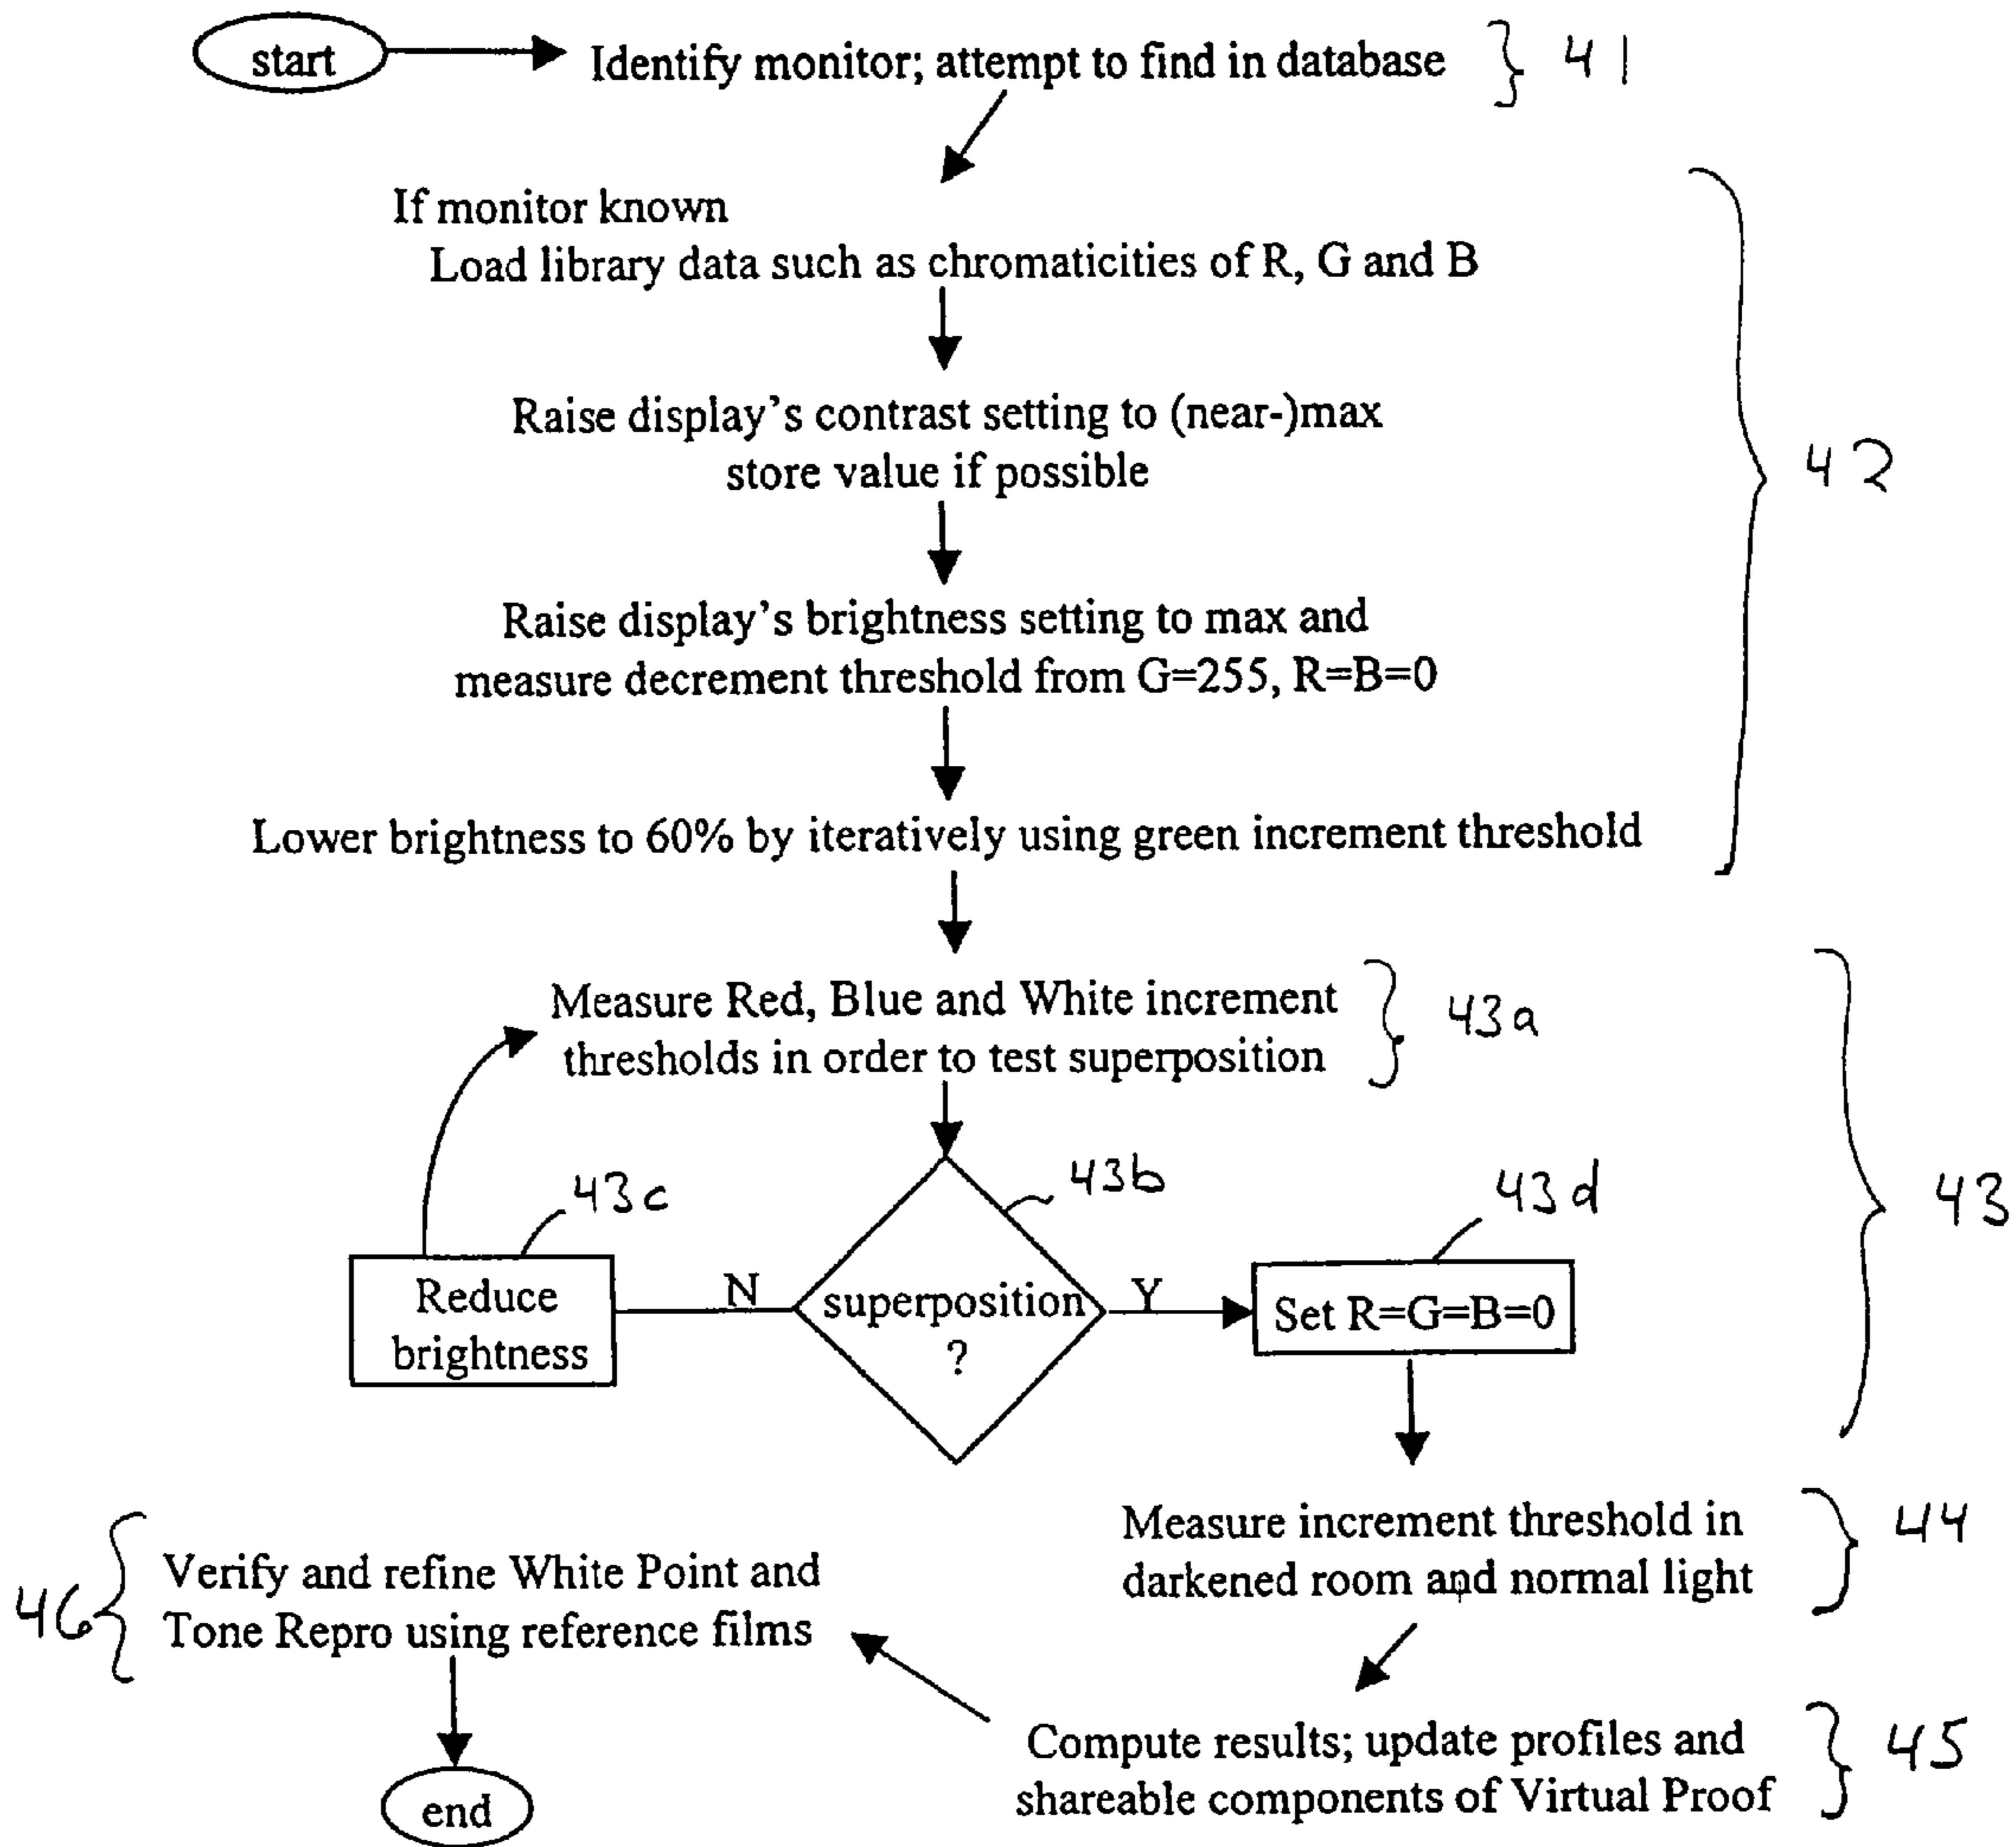 start
Identify monitor; attempt to find in database
41
If monitor known
Load library data such as chromaticities of R, G and B
Raise display's contrast setting to (near-)max
store value if possible
42
Raise display's brightness setting to max and
measure decrement threshold from G=255, R=B=0
Lower brightness to 60% by iteratively using green increment threshold
Measure Red, Blue and White increment
thresholds in order to test superposition
43a
43b
43c
43d
43
Reduce
brightness
N
superposition
?
Y
Set R=G=B=0
Measure increment threshold in
darkened room and normal light
44
46
Verify and refine White Point and
Tone Repro using reference films
Compute results; update profiles and
shareable components of Virtual Proof
45
end